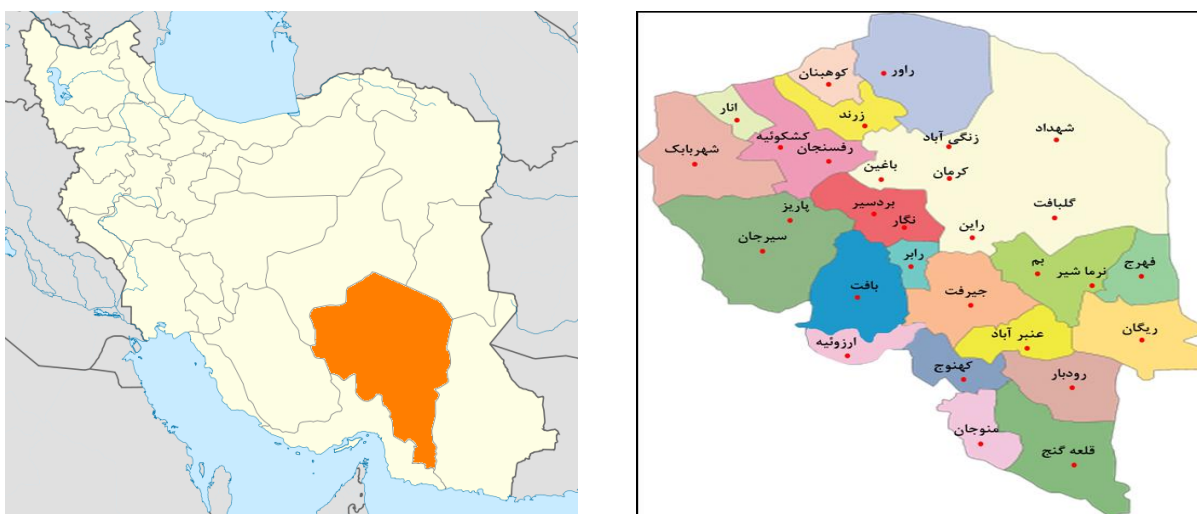 کوهبنان
راور
انار
زرند
کشکوئیه
زنگی آباد
شهداد
شهربابک
رفسنجان
باغین
کرمان
پاریز
بردسیر
گلبافت
سیرجان
نگار
راین
رابر
بم
نرما شیر
فهرج
بافت
جیرفت
ارزوئیه
عنبر آباد
ریگان
کهنوج
رودبار
منوجان
قلعه گنج